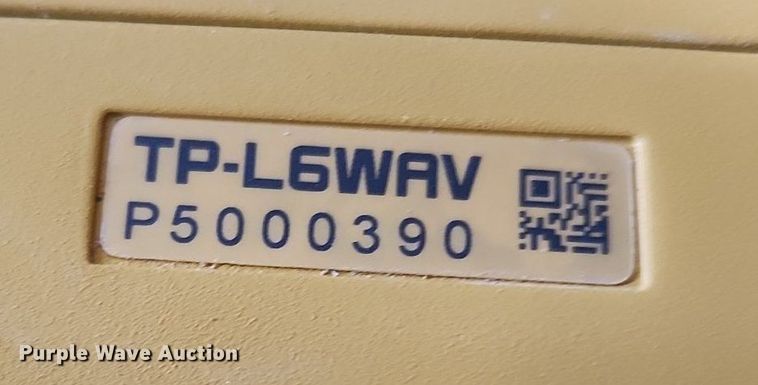 TP-L6WAV
P5000390
Purple Wave Auction